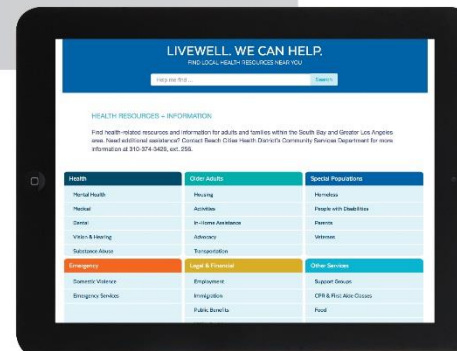 LIVEWELL. WE CAN HELP.
FIND LOCAL HEALTH RESOURCES NEAR YOU
Help me find...
Search
HEALTH RESOURCES + INFORMATION
Find health-related resources and information for adults and families within the South Bay and Greater Los Angeles
area. Need additional assistance? Contact Beach Cities Health District's Community Services Department for more
information at 310-374-3426, ext. 256.
Health
Mental Health
Medical
Dental
Vision & Hearing
Substance Abuse
Older Adults
Housing
Activities
In-Home Assistance
Advocacy
Transportation
Special Populations
Homeless
People with Disabilities
Parents
Veterans
Emergency
Domestic Violence
Emergency Services
Legal & Financial
Employment
Immigration
Public Benefits
Other Services
Support Groups
CPR & First Aide Classes
Food